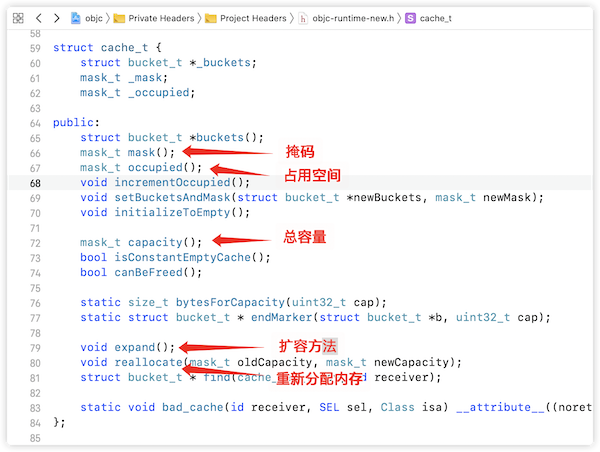 objc 〉 Private Headers 〉 Project Headers 〉 objc-runtime-new.h 〉 S cache_t
58
59 struct cache_t {
60 struct bucket_t *_buckets;
61 mask_t _mask;
62 mask_t _occupied;
63
64 public:
65 struct bucket_t *buckets();
66 mask_t mask(); 掩码
67 mask_t occupied(); 占用空间
68 void incrementOccupied();
69 void setBucketsAndMask(struct bucket_t *newBuckets, mask_t newMask);
70 void initializeToEmpty();
71
72 mask_t capacity(); 总容量
73 bool isConstantEmptyCache();
74 bool canBeFreed();
75
76 static size_t bytesForCapacity(uint32_t cap);
77 static struct bucket_t * endMarker(struct bucket_t *b, uint32_t cap);
78
79 void expand(); 扩容方法
80 void reallocate(mask_t oldCapacity, mask_t newCapacity);
81 struct bucket_t * find(cache_ 重新分配内存 d receiver);
82
83 static void bad_cache(id receiver, SEL sel, Class isa) __attribute__((noret
84 };
85